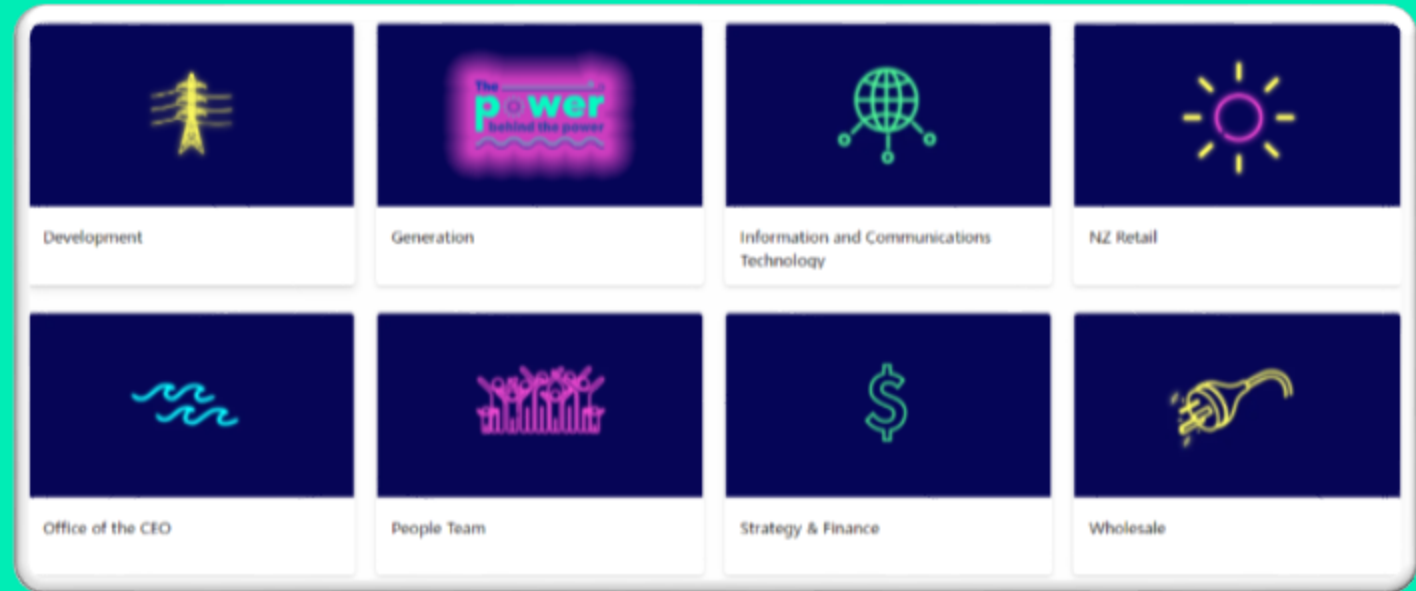 The
power
behind the power
Development
Generation
Information and Communications
Technology
NZ Retail
Office of the CEO
People Team
Strategy & Finance
Wholesale